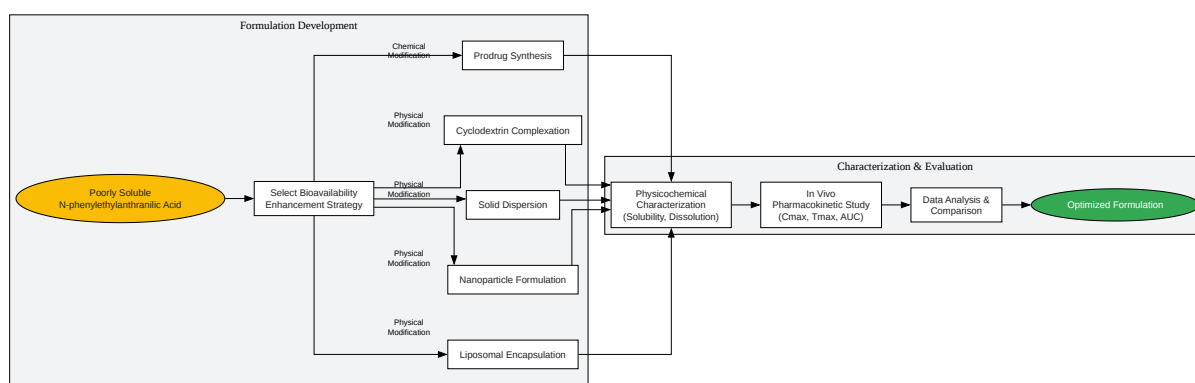 Formulation Development
Chemical
Modification
Prodrug Synthesis
Physical
Modification
Cyclodextrin Complexation
Poorly Soluble
N-phenylethylanthranilic Acid
Select Bioavailability
Enhancement Strategy
Physical
Modification
Solid Dispersion
Physical
Modification
Nanoparticle Formulation
Physical
Modification
Liposomal Encapsulation
Characterization & Evaluation
Physicochemical
Characterization
(Solubility, Dissolution)
In Vivo
Pharmacokinetic Study
(Cmax, Tmax, AUC)
Data Analysis &
Comparison
Optimized Formulation